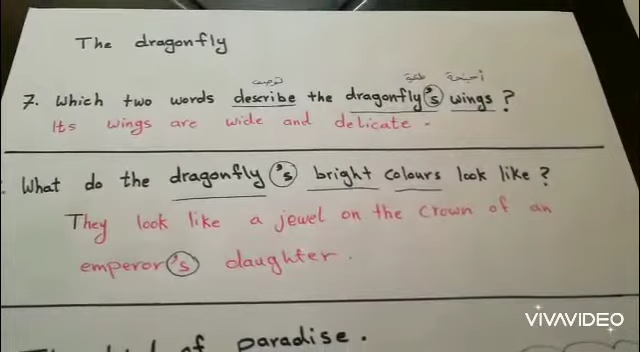 The dragonfly
أجنحة
7. Which two words describe the dragonfly's wings?
Its wings are wide and delicate.
What do the dragonfly's bright colours look like?
They look like a jewel on the crown of an
emperor's daughter.
of paradise.
VIVAVIDEO